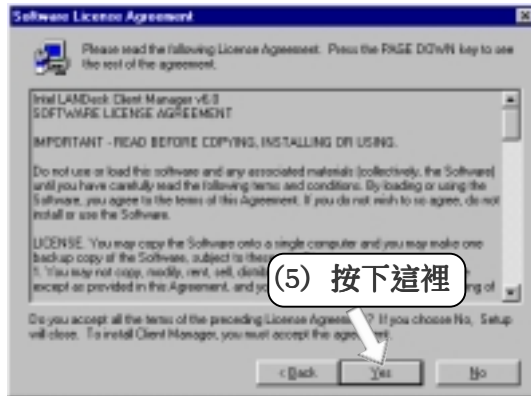 Software License Agreement
Please read the following License Agreement. Press the PAGE DOWN key to see
the rest of the agreement.
Intel LANDesk Client Manager v6.0
SOFTWARE LICENSE AGREEMENT
IMPORTANT - READ BEFORE COPYING, INSTALLING OR USING.
Do not use or load this software and any associated materials (collectively, the Software)
until you have carefully read the following terms and conditions. By loading or using the
Software, you agree to the terms of this Agreement. If you do not wish to so agree, do not
install or use the Software.
LICENSE. You may copy the Software onto a single computer and you may make one
backup copy of the Software, subject to these
1. You may not copy, modify, rent, sell,
except as provided in this Agreement, and
(5) 按下這裡
Do you accept all the terms of the preceding License Agreement? If you choose No, Setup
will close. To install Client Manager, you must accept this agreement.
< Back
Yes
No